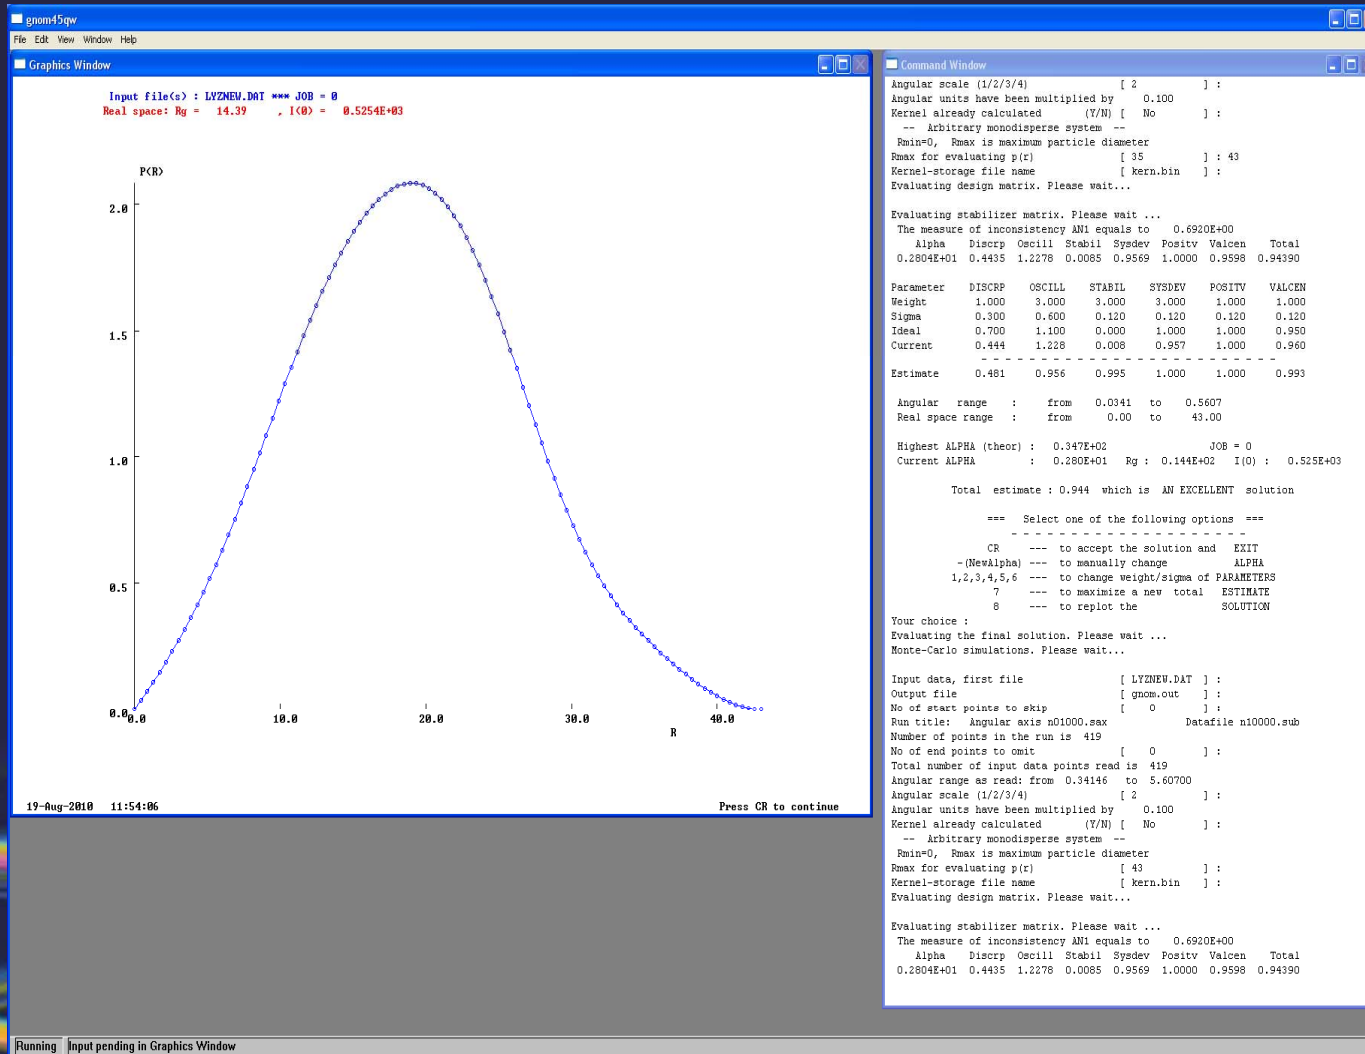 gnom45qw
File Edit View Window Help
Graphics Window
Input file(s) : LYZNEW.DAT *** JOB = 0
Real space: Rg = 14.39 , I(0) = 0.5254E+03
P(R)
2.0
1.5
1.0
0.5
0.0
0.0 10.0 20.0 30.0 40.0
R
19-Aug-2010 11:54:06 Press CR to continue
Command Window
Angular scale (1/2/3/4) [ 2 ] :
Angular units have been multiplied by 0.100
Kernel already calculated (Y/N) [ No ] :
-- Arbitrary monodisperse system --
Rmin=0, Rmax is maximum particle diameter
Rmax for evaluating p(r) [ 35 ] : 43
Kernel-storage file name [ kern.bin ] :
Evaluating design matrix. Please wait...
Evaluating stabilizer matrix. Please wait ...
The measure of inconsistency AN1 equals to 0.6920E+00
Alpha Discrp Oscill Stabil Sysdev Positv Valcen Total
0.2804E+01 0.4435 1.2278 0.0085 0.9569 1.0000 0.9598 0.94390
Parameter DISCRP OSCILL STABIL SYSDEV POSITV VALCEN
Weight 1.000 3.000 3.000 3.000 1.000 1.000
Sigma 0.300 0.600 0.120 0.120 0.120 0.120
Ideal 0.700 1.100 0.000 1.000 1.000 0.950
Current 0.444 1.228 0.008 0.957 1.000 0.960
- - - - - - - - - - - - - - - - - - - - - - - -
Estimate 0.481 0.956 0.995 1.000 1.000 0.993
Angular range : from 0.0341 to 0.5607
Real space range : from 0.00 to 43.00
Highest ALPHA (theor) : 0.347E+02 JOB = 0
Current ALPHA : 0.280E+01 Rg : 0.144E+02 I(0) : 0.525E+03
Total estimate : 0.944 which is AN EXCELLENT solution
=== Select one of the following options ===
- - - - - - - - - - - - - - - - - - - -
CR --- to accept the solution and EXIT
-(NewAlpha) --- to manually change ALPHA
1,2,3,4,5,6 --- to change weight/sigma of PARAMETERS
7 --- to maximize a new total ESTIMATE
8 --- to replot the SOLUTION
Your choice :
Evaluating the final solution. Please wait ...
Monte-Carlo simulations. Please wait...
Input data, first file [ LYZNEW.DAT ] :
Output file [ gnom.out ] :
No of start points to skip [ 0 ] :
Run title: Angular axis n01000.sax Datafile n10000.sub
Number of points in the run is 419
No of end points to omit [ 0 ] :
Total number of input data points read is 419
Angular range as read: from 0.34146 to 5.60700
Angular scale (1/2/3/4) [ 2 ] :
Angular units have been multiplied by 0.100
Kernel already calculated (Y/N) [ No ] :
-- Arbitrary monodisperse system --
Rmin=0, Rmax is maximum particle diameter
Rmax for evaluating p(r) [ 43 ] :
Kernel-storage file name [ kern.bin ] :
Evaluating design matrix. Please wait...
Evaluating stabilizer matrix. Please wait ...
The measure of inconsistency AN1 equals to 0.6920E+00
Alpha Discrp Oscill Stabil Sysdev Positv Valcen Total
0.2804E+01 0.4435 1.2278 0.0085 0.9569 1.0000 0.9598 0.94390
Running Input pending in Graphics Window